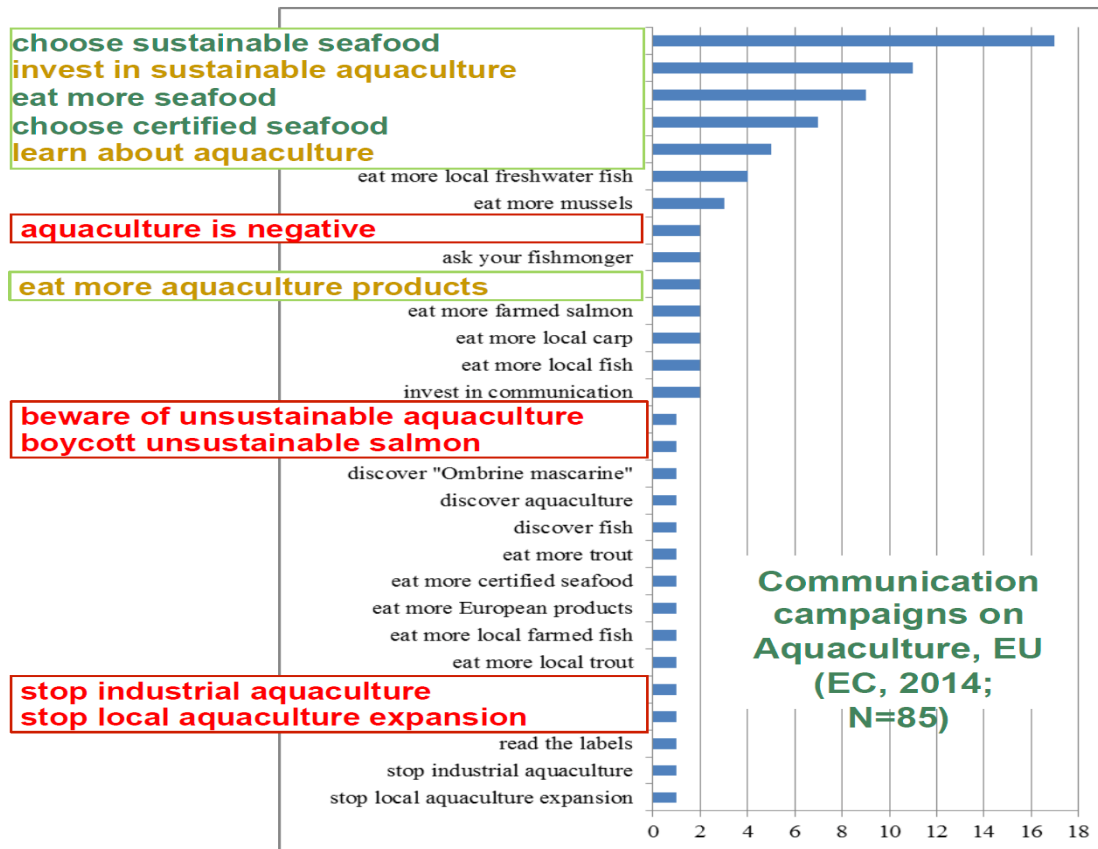 choose sustainable seafood
invest in sustainable aquaculture
eat more seafood
choose certified seafood
learn about aquaculture
eat more local freshwater fish
eat more mussels
aquaculture is negative
ask your fishmonger
eat more aquaculture products
eat more farmed salmon
eat more local carp
eat more local fish
invest in communication
beware of unsustainable aquaculture
boycott unsustainable salmon
discover "Ombrine mascarine"
discover aquaculture
discover fish
eat more trout
eat more certified seafood
eat more European products
eat more local farmed fish
eat more local trout
stop industrial aquaculture
stop local aquaculture expansion
read the labels
stop industrial aquaculture
stop local aquaculture expansion
Communication
campaigns on
Aquaculture, EU
(EC, 2014;
N=85)
0 2 4 6 8 10 12 14 16 18